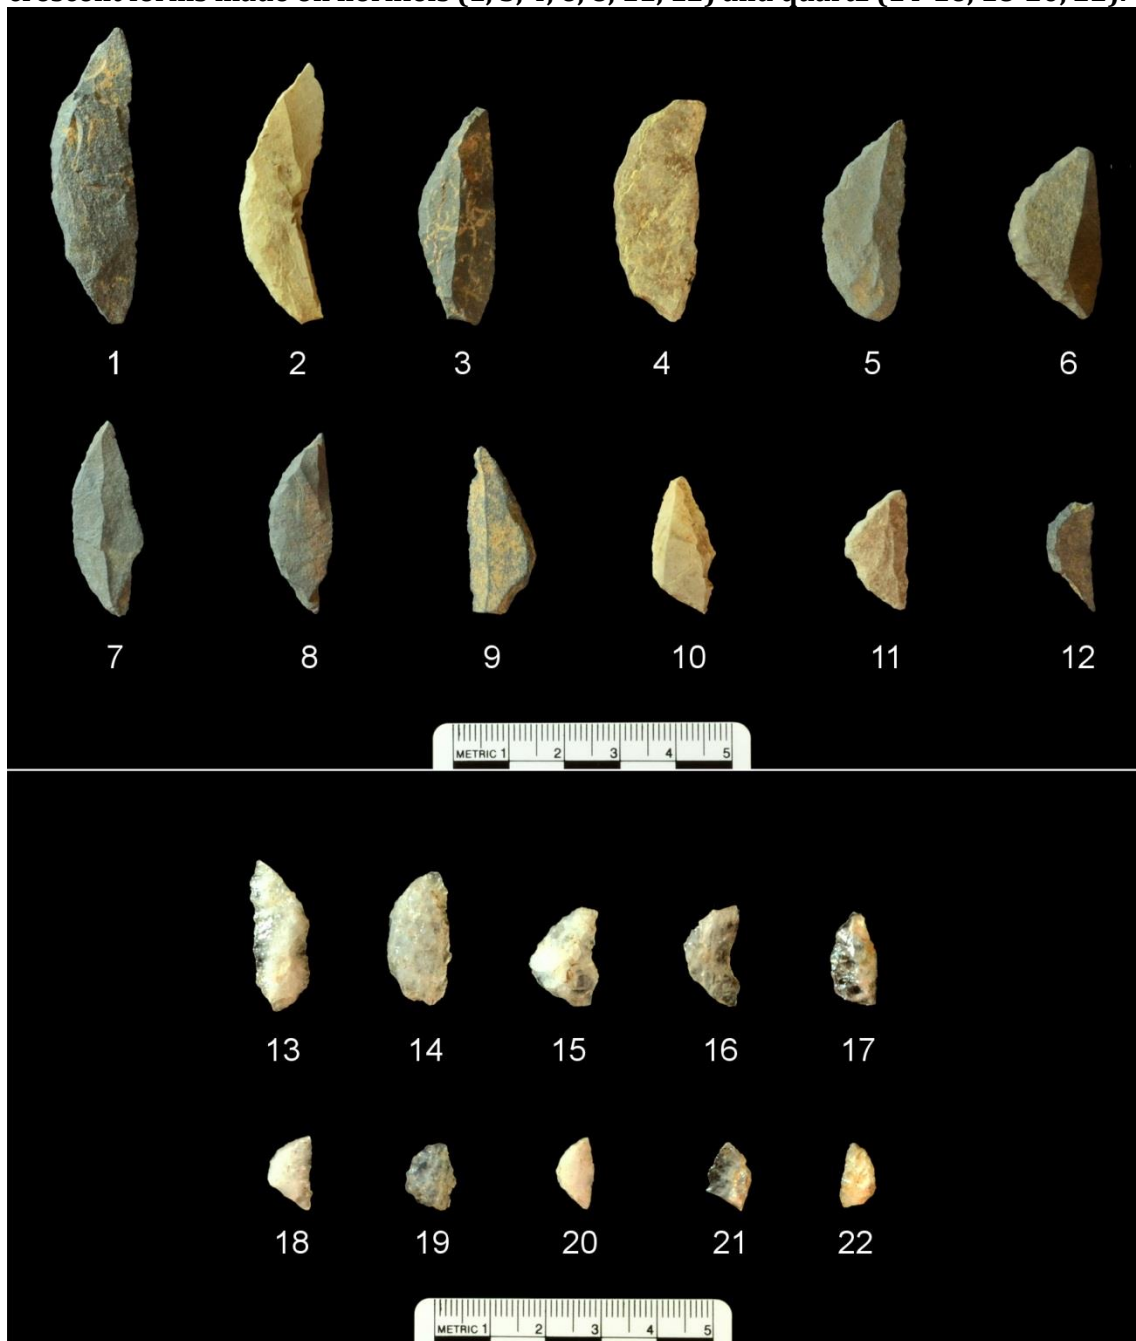 crescent forms made on hornfels and quartz
1 2 3 4 5 6
7 8 9 10 11 12
METRIC 1 2 3 4 5
13 14 15 16 17
18 19 20 21 22
METRIC 1 2 3 4 5